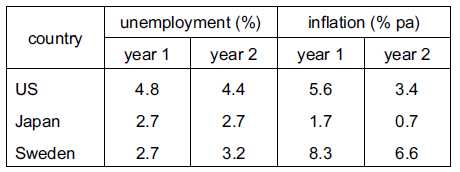 country unemployment (%) inflation (% pa)
year 1 year 2 year 1 year 2
US 4.8 4.4 5.6 3.4
Japan 2.7 2.7 1.7 0.7
Sweden 2.7 3.2 8.3 6.6